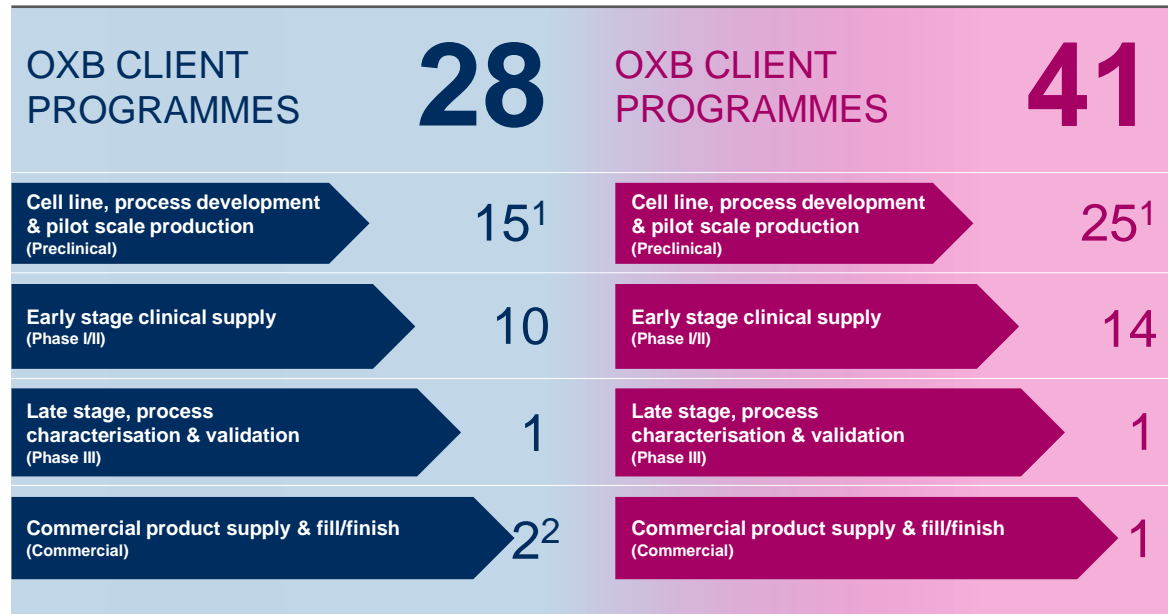 OXB CLIENT
PROGRAMMES
28
Cell line, process development
& pilot scale production
(Preclinical)
15¹
Early stage clinical supply
(Phase I/II)
10
Late stage, process
characterisation & validation
(Phase III)
1
Commercial product supply & fill/finish
(Commercial)
2²
OXB CLIENT
PROGRAMMES
41
Cell line, process development
& pilot scale production
(Preclinical)
25¹
Early stage clinical supply
(Phase I/II)
14
Late stage, process
characterisation & validation
(Phase III)
1
Commercial product supply & fill/finish
(Commercial)
1